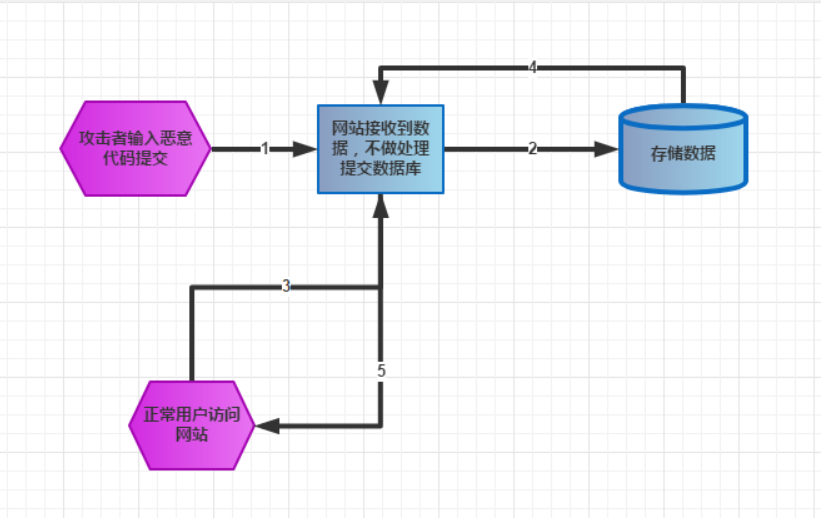 4
攻击者输入恶意
代码提交
1
网站接收到数
据，不做处理
提交数据库
2
存储数据
3
5
正常用户访问
网站